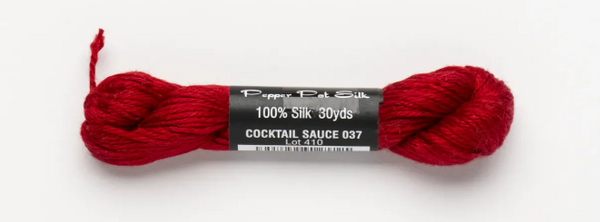 Pepper Pot Silk
100% Silk 30yds
COCKTAIL SAUCE 037
Lot 410